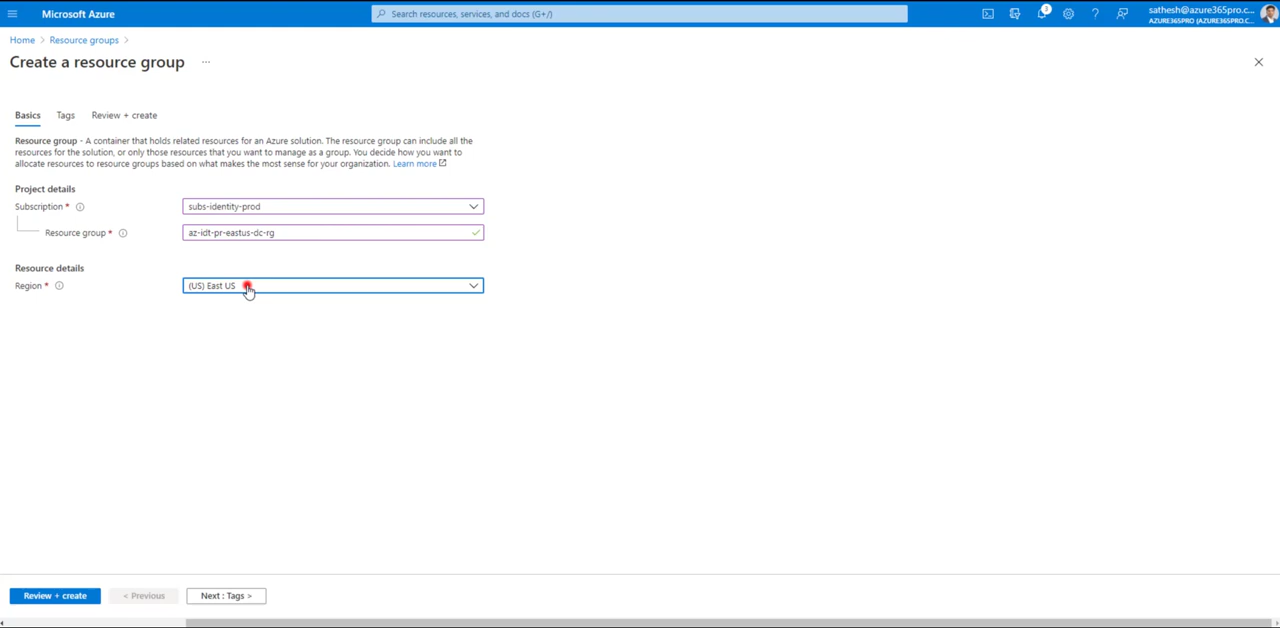 Microsoft Azure
Search resources, services, and docs (G+/)
3
sathesh@azure365pro.c...
AZURE365PRO (AZURE365PRO.C...
Home > Resource groups >
Create a resource group ...
Basics Tags Review + create
Resource group - A container that holds related resources for an Azure solution. The resource group can include all the
resources for the solution, or only those resources that you want to manage as a group. You decide how you want to
allocate resources to resource groups based on what makes the most sense for your organization. Learn more
Project details
Subscription * subs-identity-prod
Resource group * az-idt-pr-eastus-dc-rg
Resource details
Region * (US) East US
Review + create < Previous Next : Tags >